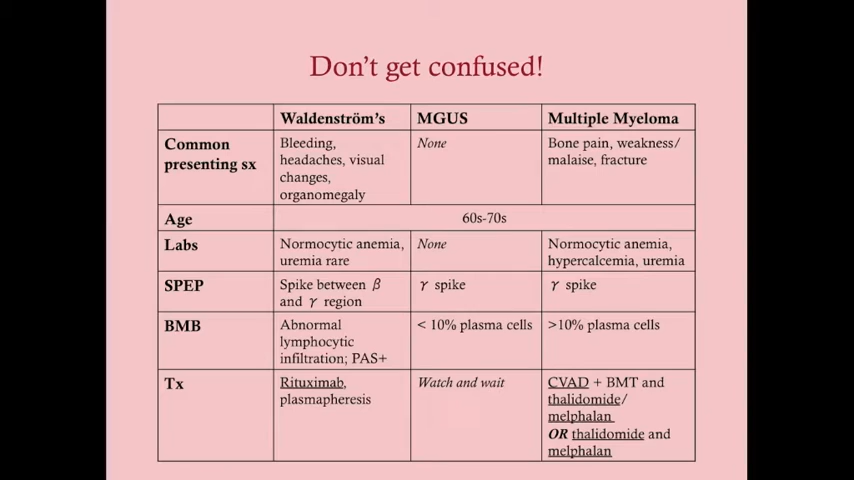 Don't get confused!
Waldenström's MGUS Multiple Myeloma
Common presenting sx
Bleeding, headaches, visual changes, organomegaly
None
Bone pain, weakness/ malaise, fracture
Age
60s-70s
Labs
Normocytic anemia, uremia rare
None
Normocytic anemia, hypercalcemia, uremia
SPEP
Spike between β and γ region
γ spike
γ spike
BMB
Abnormal lymphocytic infiltration; PAS+
< 10% plasma cells
>10% plasma cells
Tx
Rituximab, plasmapheresis
Watch and wait
CVAD + BMT and thalidomide/ melphalan
OR thalidomide and melphalan